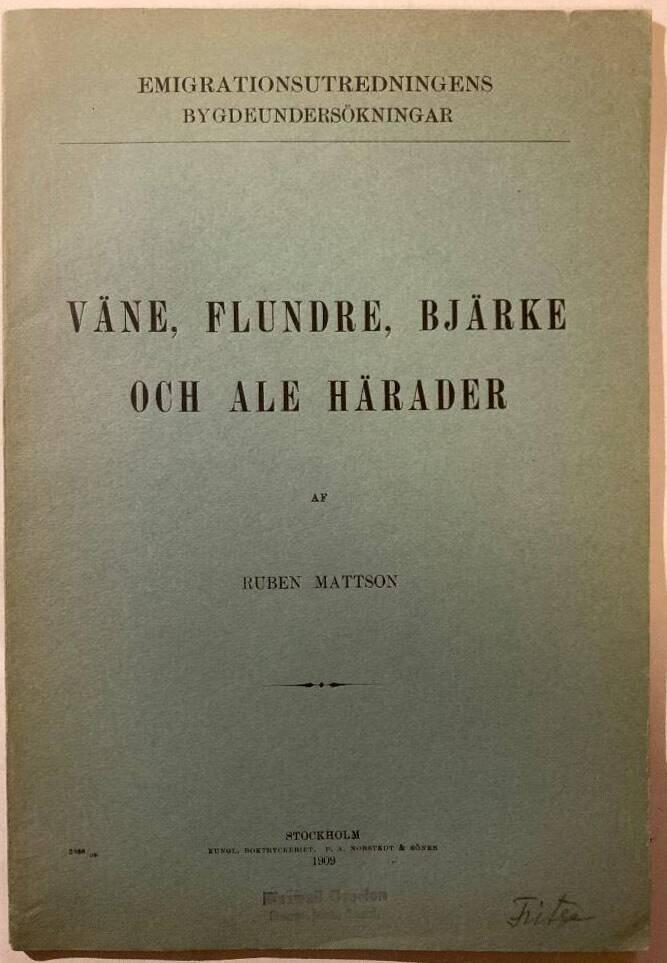 EMIGRATIONSUTREDNINGENS
BYGDEUNDERSÖKNINGAR
VÄNE, FLUNDRE, BJÄRKE
OCH ALE HÄRADER
AF
RUBEN MATTSON
STOCKHOLM
KUNGL. BOKTRYCKERIET. P. A. NORSTEDT & SÖNER
1909